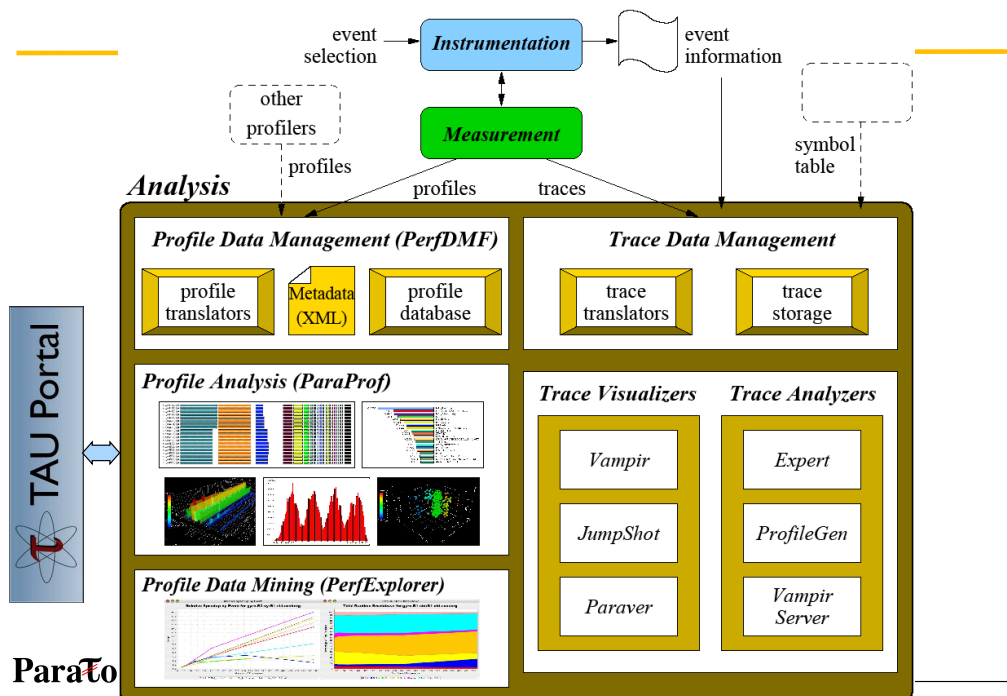 event
selection
Instrumentation
event
information
other
profilers
Measurement
symbol
table
profiles
profiles
traces
Analysis
Profile Data Management (PerfDMF)
profile
translators
Metadata
(XML)
profile
database
Trace Data Management
trace
translators
trace
storage
TAU Portal
Profile Analysis (ParaProf)
Trace Visualizers
Vampir
JumpShot
Paraver
Trace Analyzers
Expert
ProfileGen
Vampir
Server
Profile Data Mining (PerfExplorer)
ParaTo